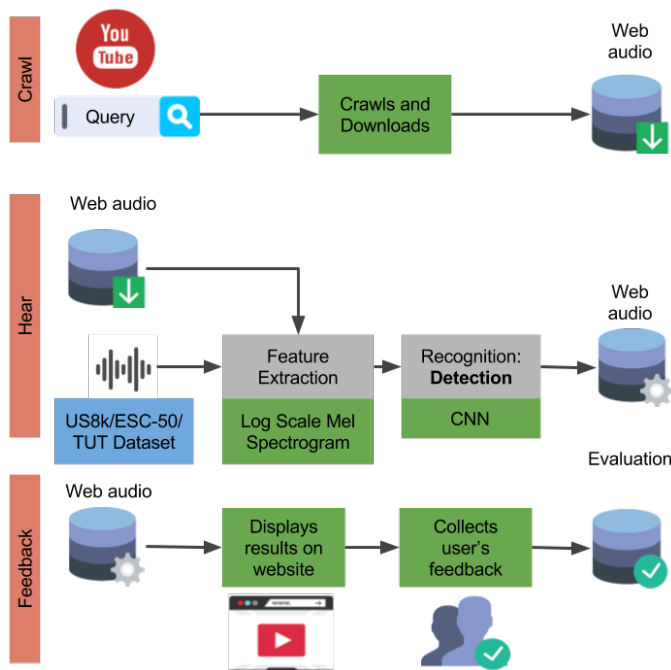 Crawl
You
Tube
Query
Crawls and
Downloads
Web
audio
Hear
Web audio
US8k/ESC-50/
TUT Dataset
Feature
Extraction
Log Scale Mel
Spectrogram
Recognition:
Detection
CNN
Web
audio
Feedback
Web audio
Displays
results on
website
Collects
user's
feedback
Evaluation